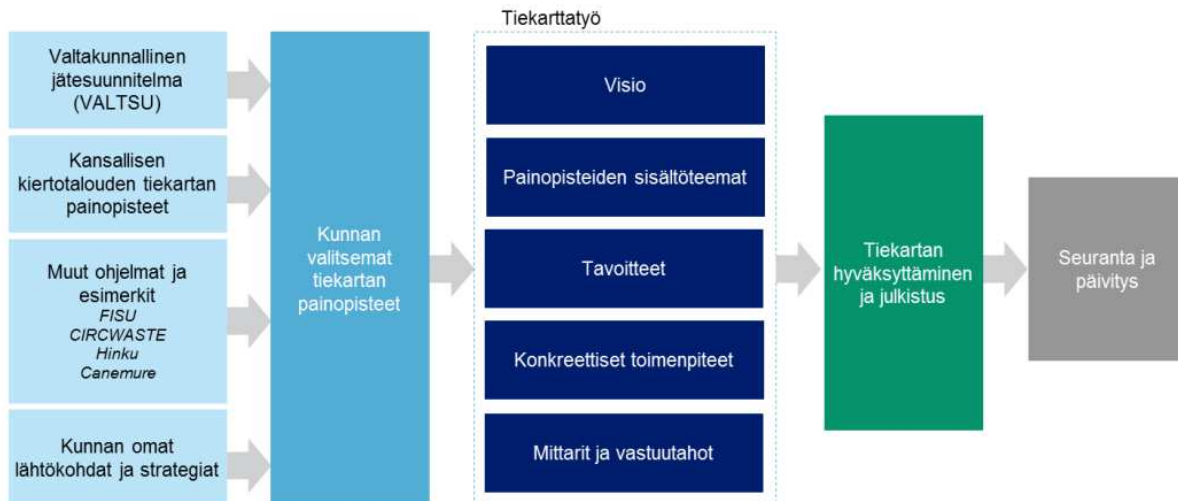 Tiekarttatyö
Valtakunnallinen
jätesuunnitelma
(VALTSU)
Kansallisen
kiertotalouden tiekartan
painopisteet
Muut ohjelmat ja
esimerkit
FISU
CIRCWASTE
Hinku
Canemure
Kunnan omat
lähtökohdat ja strategiat
Kunnan
valitsemat
tiekartan
painopisteet
Visio
Painopisteiden sisältöteemat
Tavoitteet
Konkreettiset toimenpiteet
Mittarit ja vastuutahot
Tiekartan
hyväksyttäminen
ja julkistus
Seuranta ja
päivitys